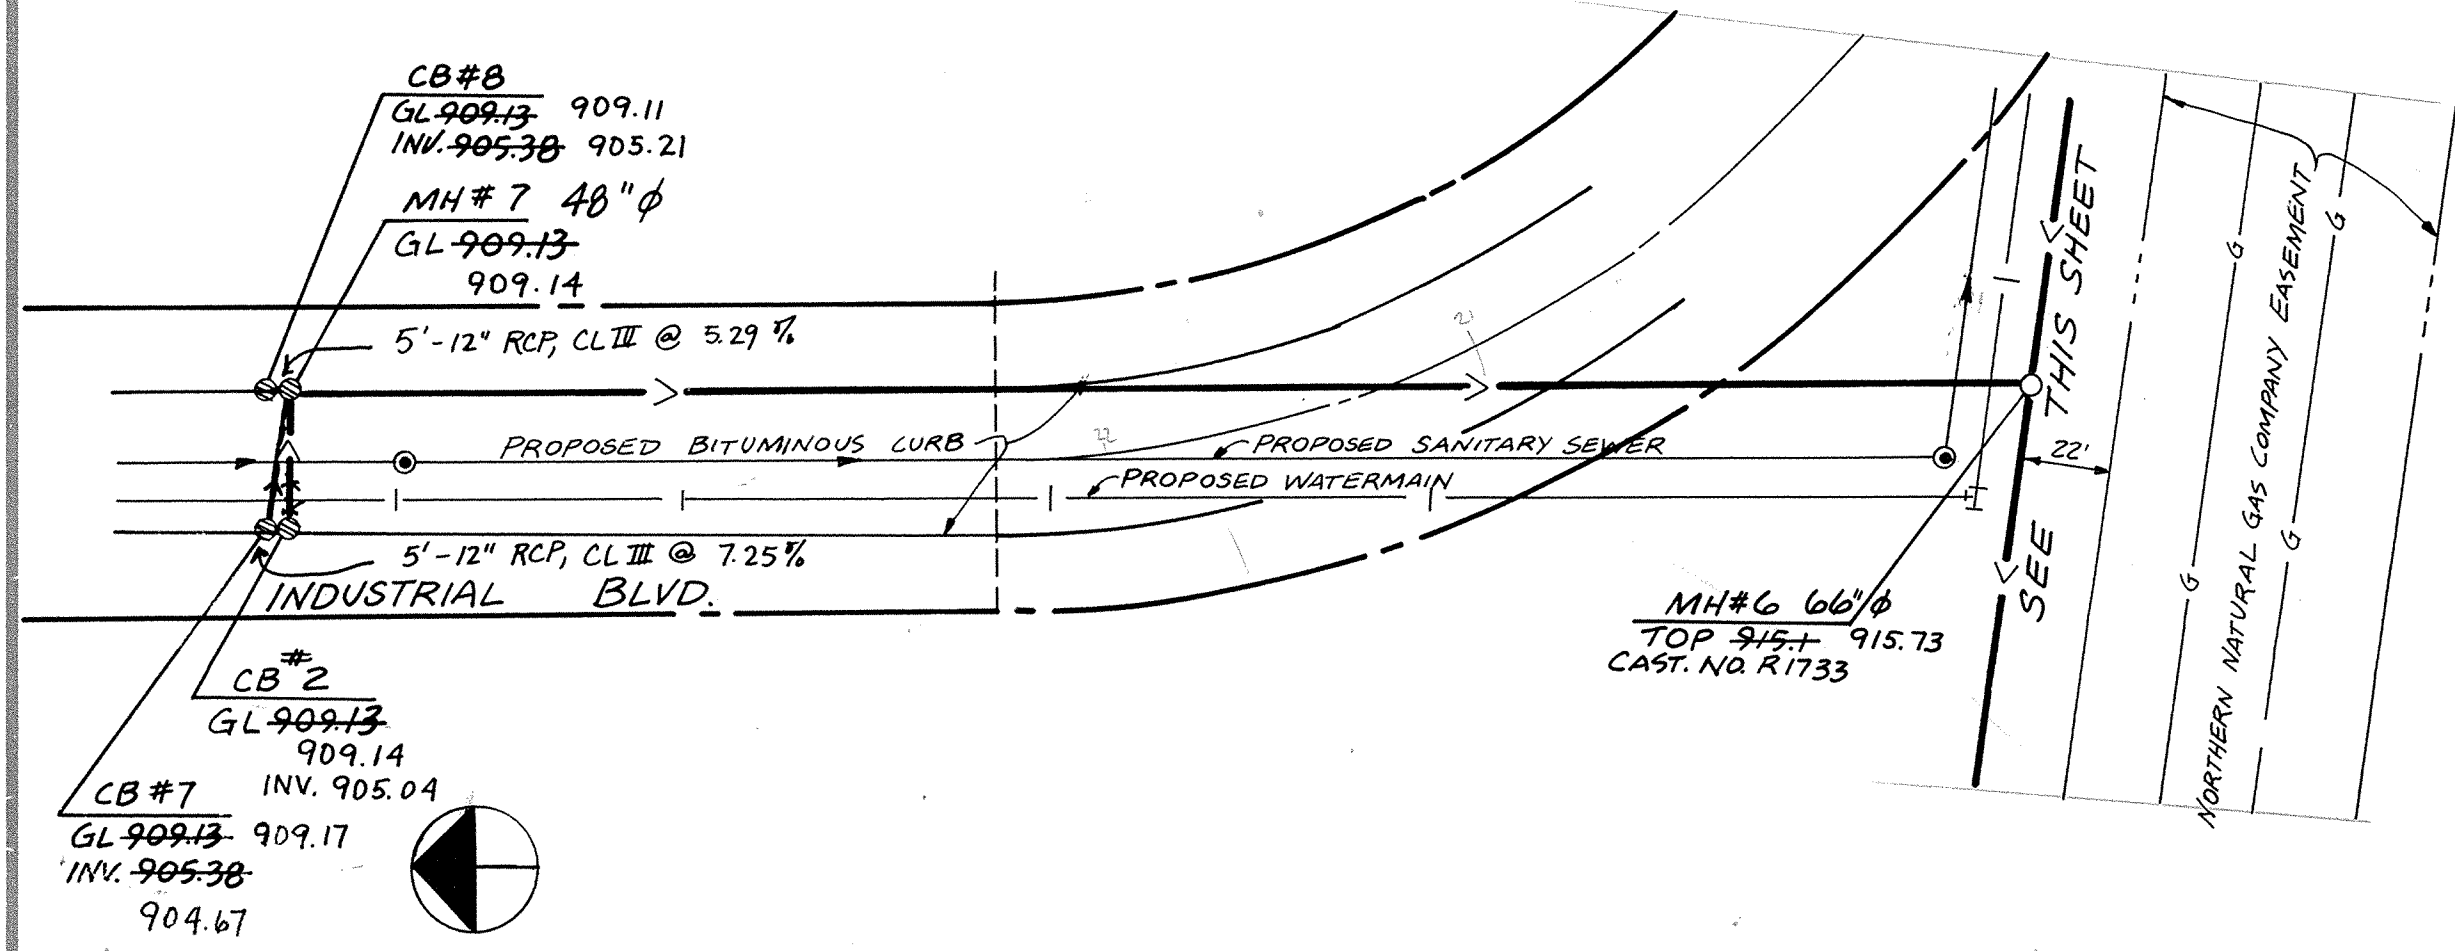 CB#8
GL 909.13 909.11
INV. 905.38 905.21
MH#7 48"φ
GL 909.13
909.14
5'-12" RCP, CL III @ 5.29 %
PROPOSED BITUMINOUS CURB
22
21
PROPOSED SANITARY SEWER
PROPOSED WATERMAIN
5'-12" RCP, CL III @ 7.25 %
INDUSTRIAL BLVD.
CB #2
GL 909.13
909.14
INV. 905.04
CB #7
GL 909.13 909.17
INV. 905.38
904.67
MH#6 66"φ
TOP 915.1 915.73
CAST. NO. R1733
22'
SEE THIS SHEET
G
G
G
G
NORTHERN NATURAL GAS COMPANY EASEMENT